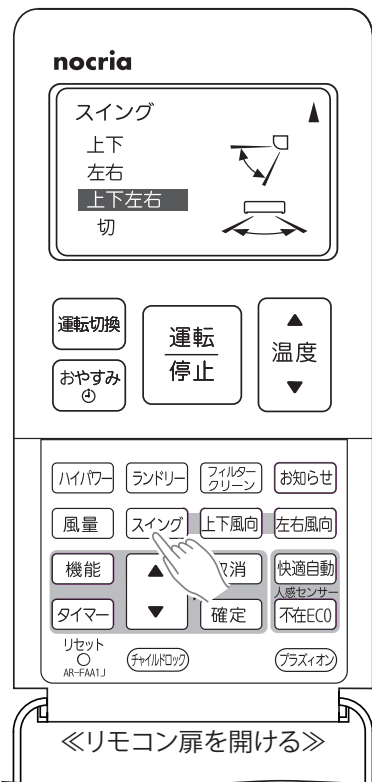 nocria
スイング
上下
左右
上下左右
切
運転切換
運転
停止
温度
おやすみ
ハイパワー
ランドリー
フィルター
クリーン
お知らせ
風量
スイング
上下風向
左右風向
機能
取消
快適自動
人感センサー
タイマー
確定
不在ECO
リセット
AR-FAA1J
チャイルドロック
プラズィオン
≪リモコン扉を開ける≫